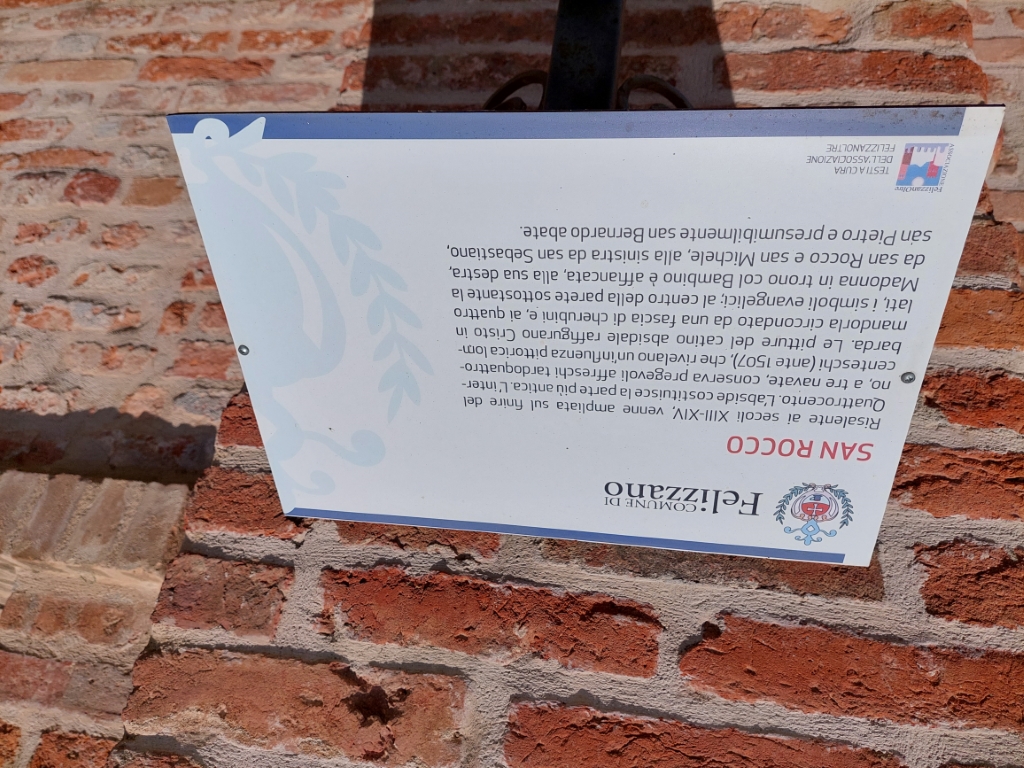 COMUNE DI
Felizzano
SAN ROCCO
Risalente ai secoli XIII-XIV, venne ampliata sul finire del
Quattrocento. L'abside costituisce la parte più antica. L'inter-
no, a tre navate, conserva pregevoli affreschi tardoquattro-
centeschi (ante 1507), che rivelano un'influenza pittorica lom-
barda. Le pitture del catino absidale raffigurano Cristo in
mandorla circondato da una fascia di cherubini e, ai quattro
lati, i simboli evangelici; al centro della parete sottostante la
Madonna in trono col Bambino è affiancata, alla sua destra,
da san Rocco e san Michele, alla sinistra da san Sebastiano,
san Pietro e presumibilmente san Bernardo abate.
FelizzanOltre
ASSOCIAZIONE
TESTI A CURA
DELL'ASSOCIAZIONE
FELIZZANOLTRE